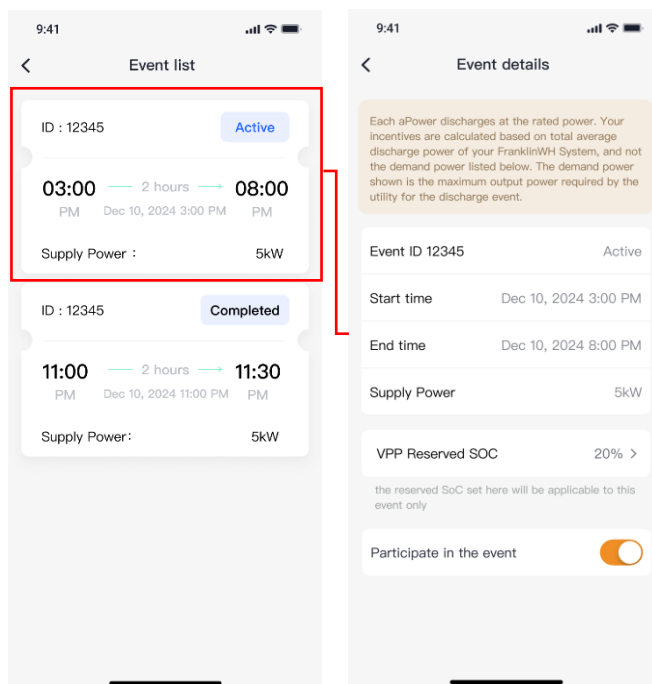 9:41
Event list
ID : 12345
Active
03:00 2 hours 08:00
PM Dec 10, 2024 3:00 PM PM
Supply Power : 5kW
ID : 12345
Completed
11:00 2 hours 11:30
PM Dec 10, 2024 11:00 PM PM
Supply Power: 5kW
9:41
Event details
Each aPower discharges at the rated power. Your
incentives are calculated based on total average
discharge power of your FranklinWH System, and not
the demand power listed below. The demand power
shown is the maximum output power required by the
utility for the discharge event.
Event ID 12345 Active
Start time Dec 10, 2024 3:00 PM
End time Dec 10, 2024 8:00 PM
Supply Power 5kW
VPP Reserved SOC 20% >
the reserved SoC set here will be applicable to this
event only
Participate in the event